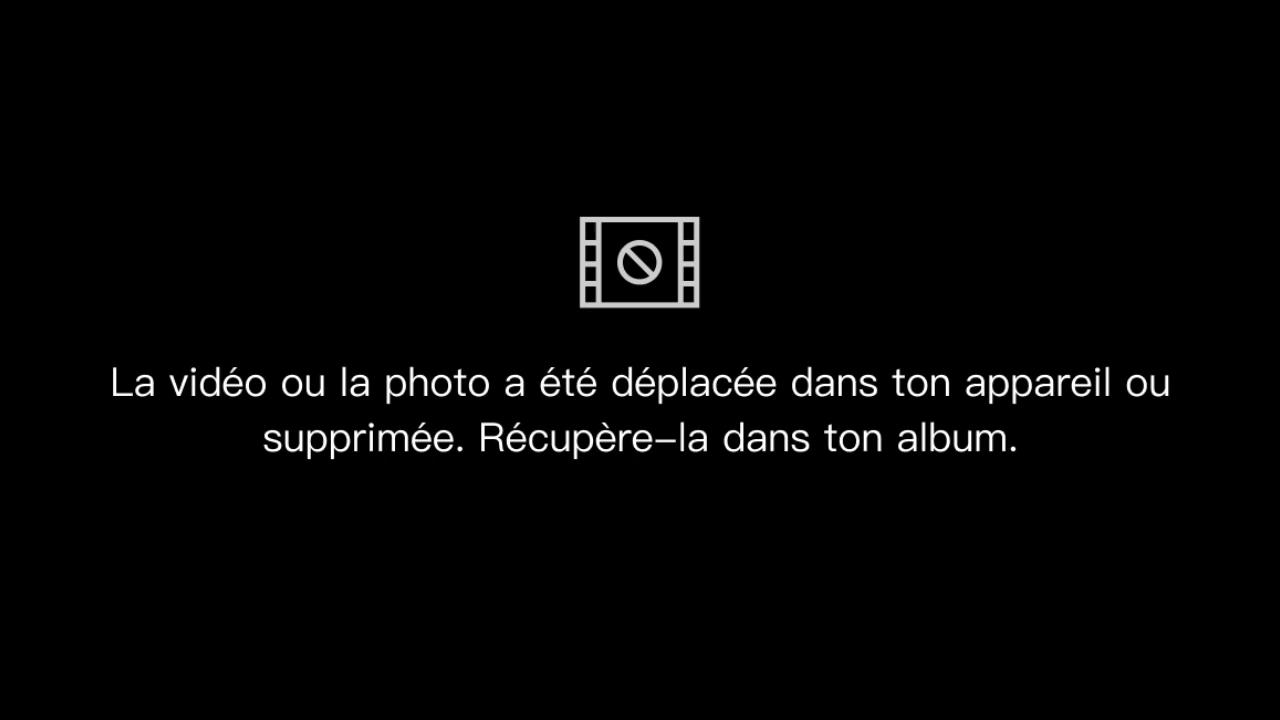 La vidéo ou la photo a été déplacée dans ton appareil ou
supprimée. Récupère-la dans ton album.